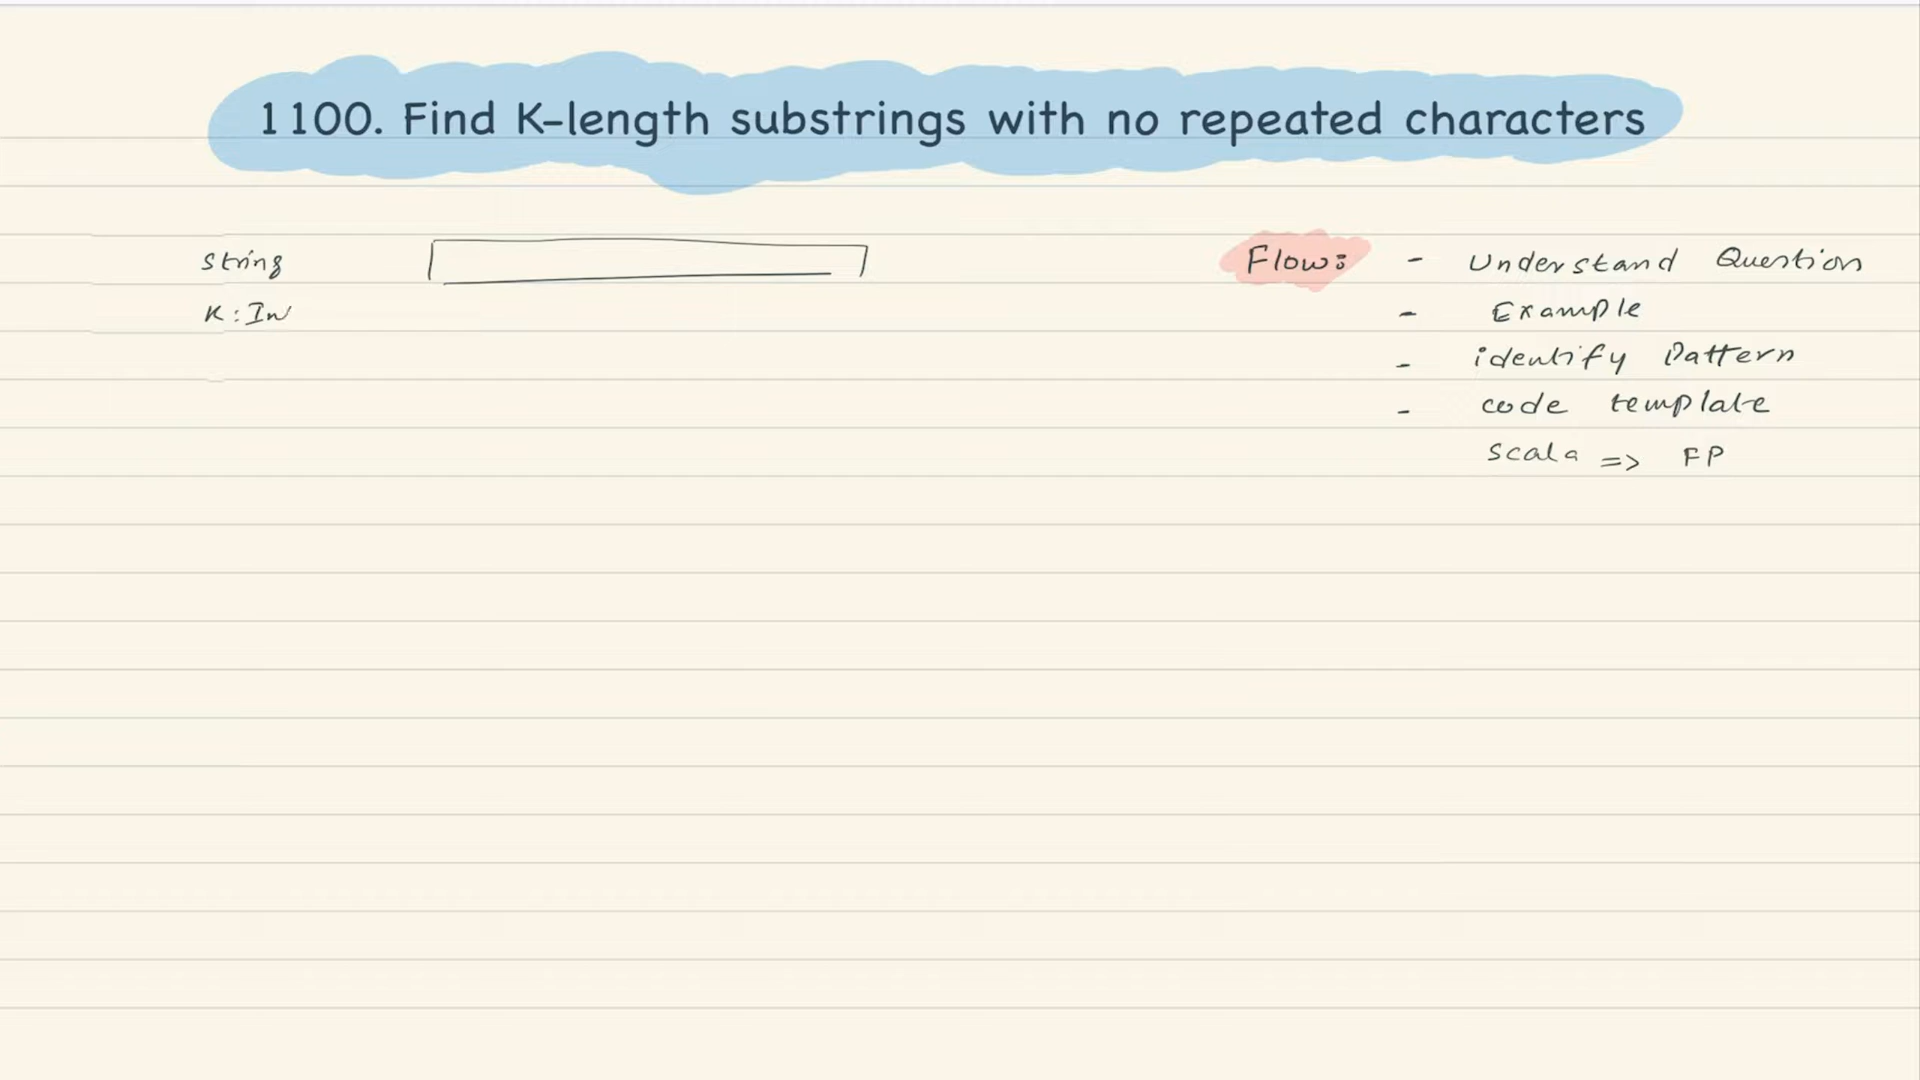 1100. Find K-length substrings with no repeated characters
String
K : In
Flow: - Understand Question
- Example
- identify Pattern
- code template
scala => FP